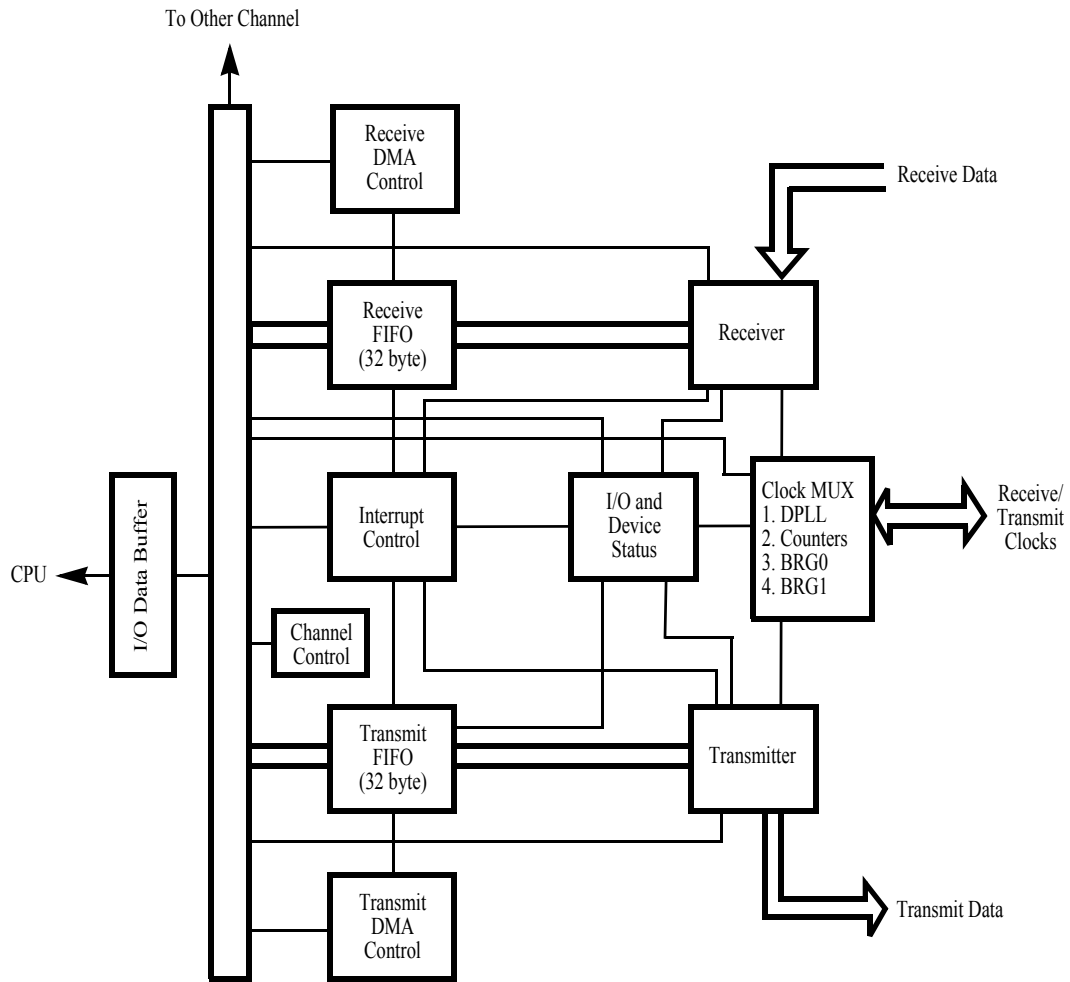 To Other Channel
Receive
DMA
Control
Receive Data
Receive
FIFO
(32 byte)
Receiver
I/O Data Buffer
CPU
Interrupt
Control
I/O and
Device
Status
Clock MUX
1. DPLL
2. Counters
3. BRG0
4. BRG1
Receive/
Transmit
Clocks
Channel
Control
Transmit
FIFO
(32 byte)
Transmitter
Transmit
DMA
Control
Transmit Data